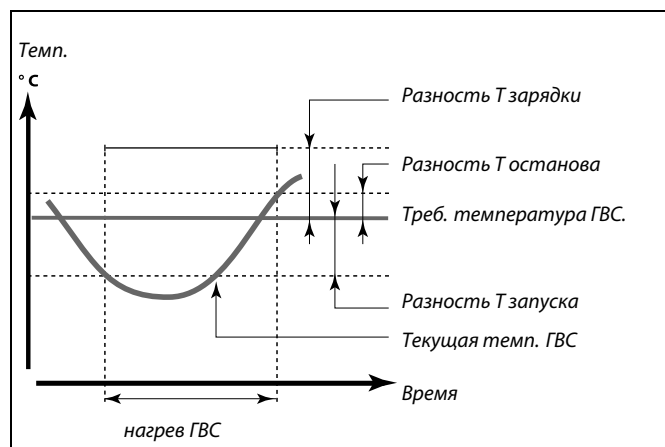 Темп.
°C
Разность Т зарядки
Разность Т останова
Треб. температура ГВС.
Разность Т запуска
Текущая темп. ГВС
Время
нагрев ГВС